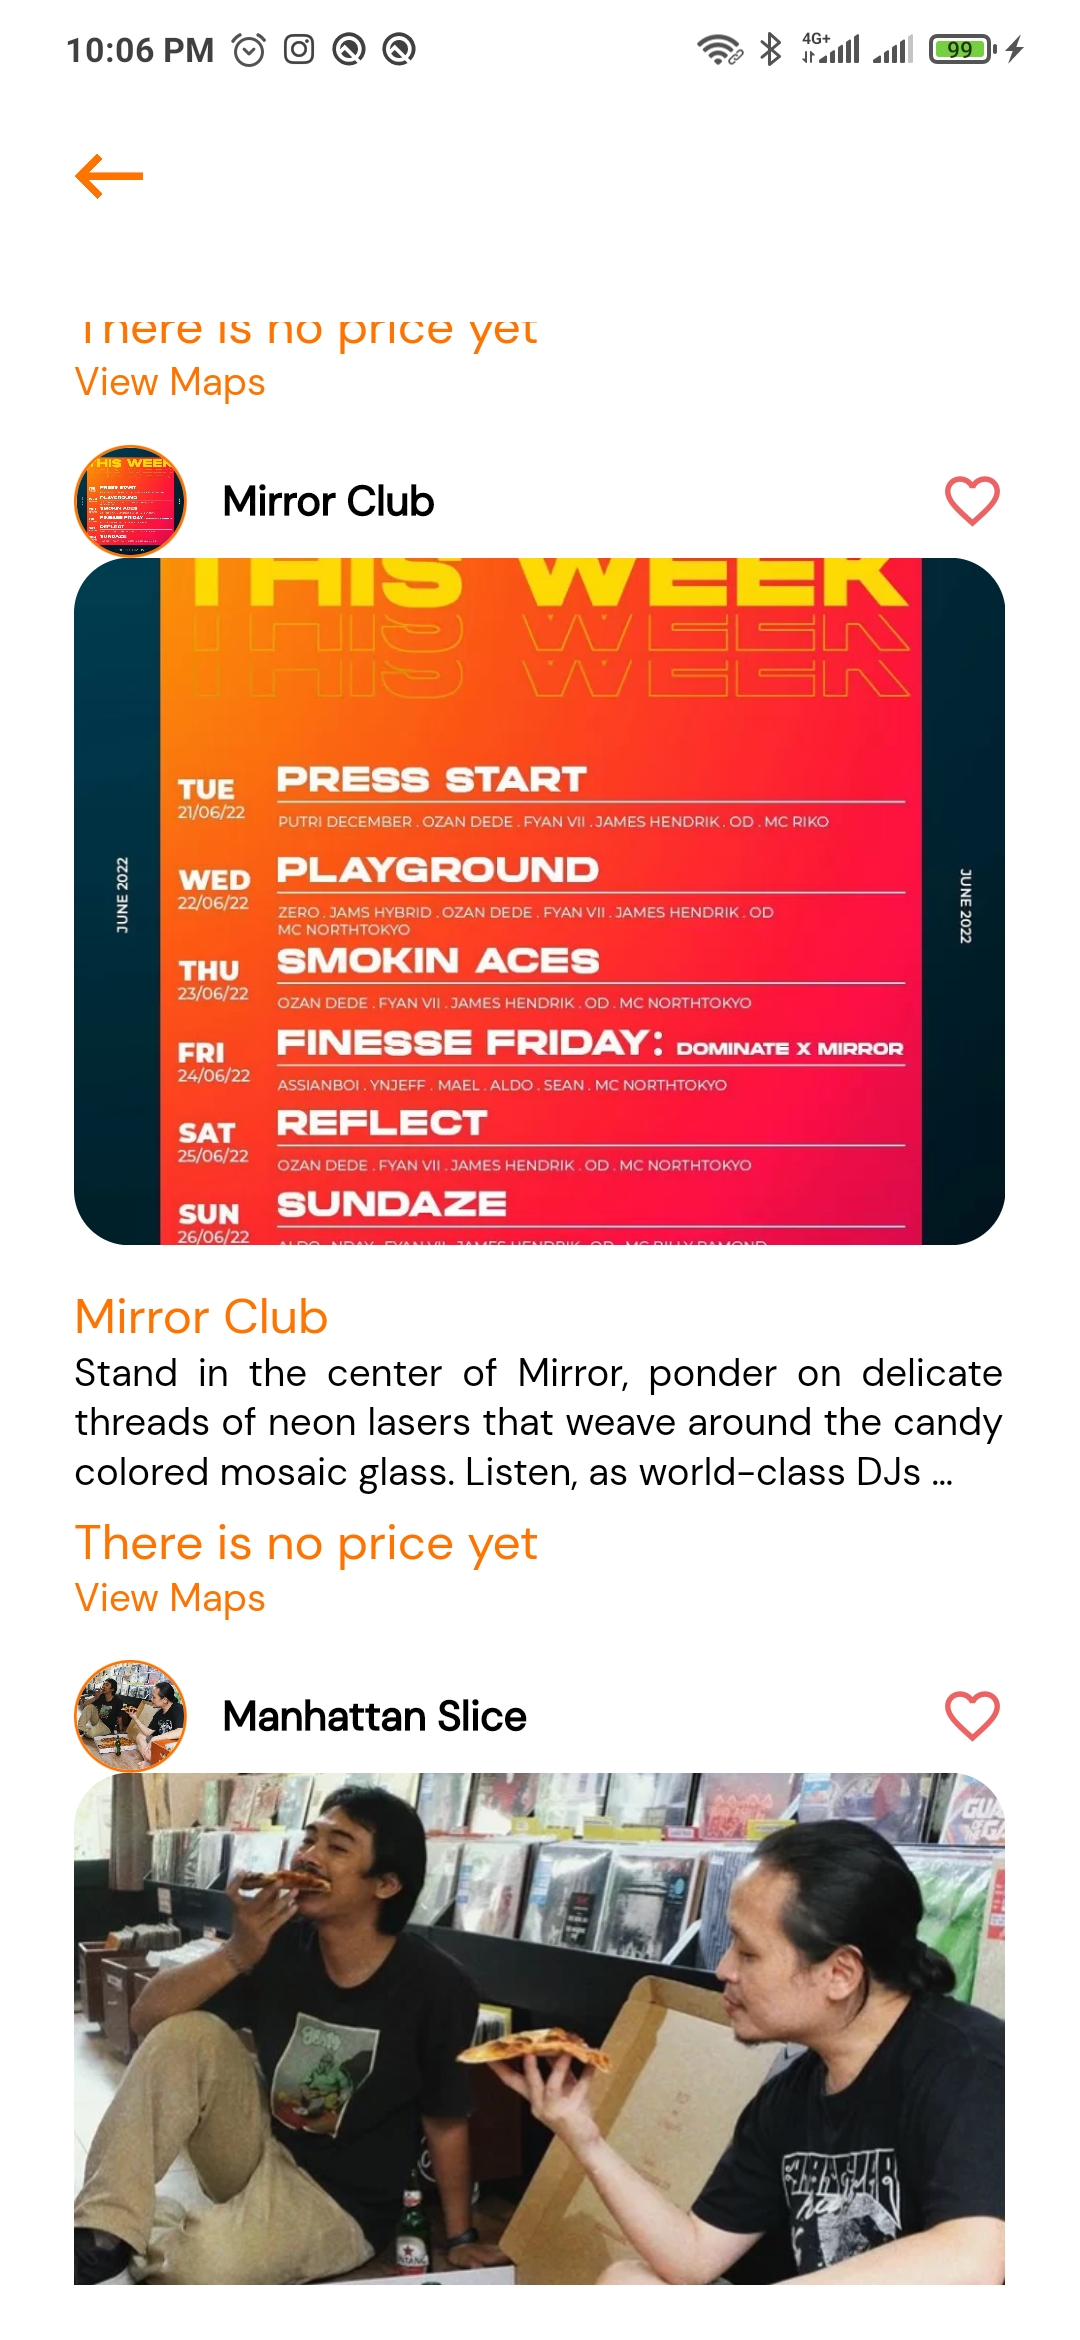 10:06 PM
4G+
99
There is no price yet
View Maps
Mirror Club
THIS WEEK
THIS WEEK
THIS WEEK
TUE
21/06/22
PRESS START
PUTRI DECEMBER . OZAN DEDE . FYAN VII . JAMES HENDRIK . OD . MC RIKO
WED
22/06/22
PLAYGROUND
ZERO . JAMS HYBRID . OZAN DEDE . FYAN VII . JAMES HENDRIK . OD
MC NORTHTOKYO
THU
23/06/22
SMOKIN ACES
OZAN DEDE . FYAN VII . JAMES HENDRIK . OD . MC NORTHTOKYO
FRI
24/06/22
FINESSE FRIDAY: DOMINATE X MIRROR
ASSIANBOI . YNJEFF . MAEL . ALDO . SEAN . MC NORTHTOKYO
SAT
25/06/22
REFLECT
OZAN DEDE . FYAN VII . JAMES HENDRIK . OD . MC NORTHTOKYO
SUN
26/06/22
SUNDAZE
JUNE 2022
JUNE 2022
Mirror Club
Stand in the center of Mirror, ponder on delicate
threads of neon lasers that weave around the candy
colored mosaic glass. Listen, as world-class DJs ...
There is no price yet
View Maps
Manhattan Slice